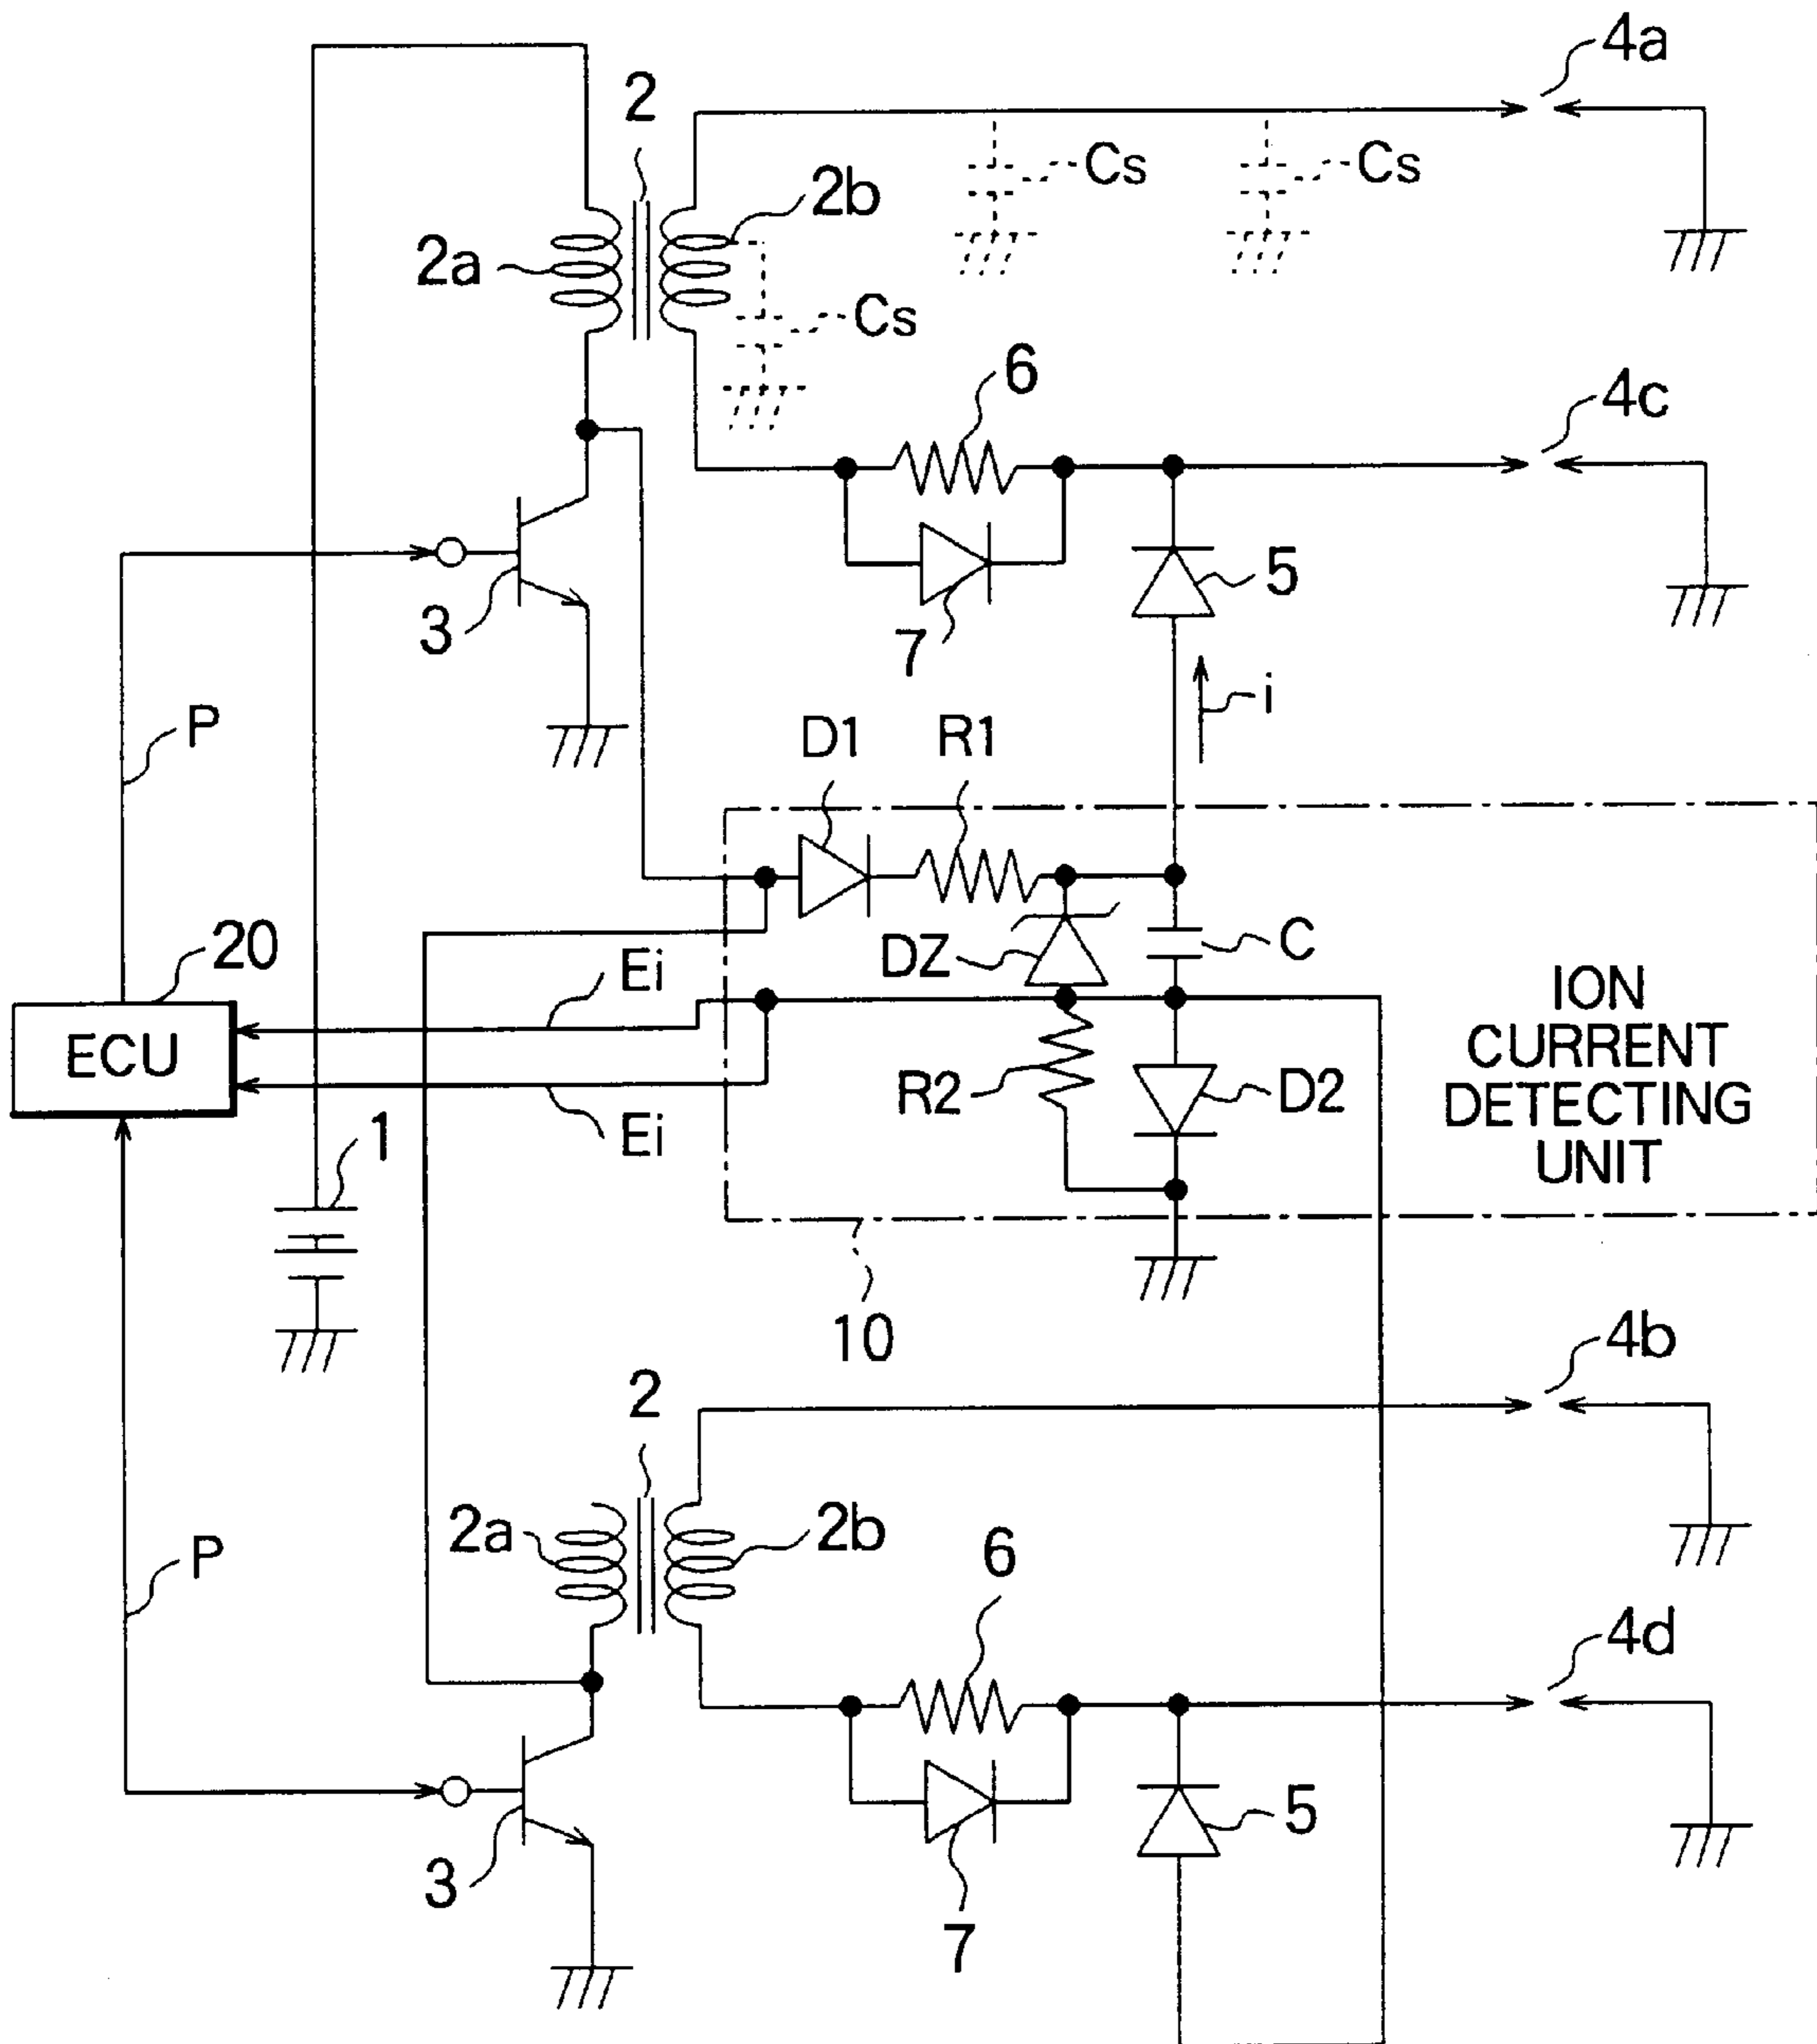 4a
2
Cs
Cs
2b
2a
Cs
6
4c
5
3
7
i
P
D1
R1
20
Ei
DZ
C
ION
CURRENT
DETECTING
UNIT
ECU
R2
D2
Ei
1
10
4b
2
2a
2b
6
P
4d
5
3
7